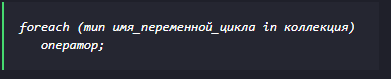 foreach (тип имя_переменной_цикла in коллекция)
оператор;